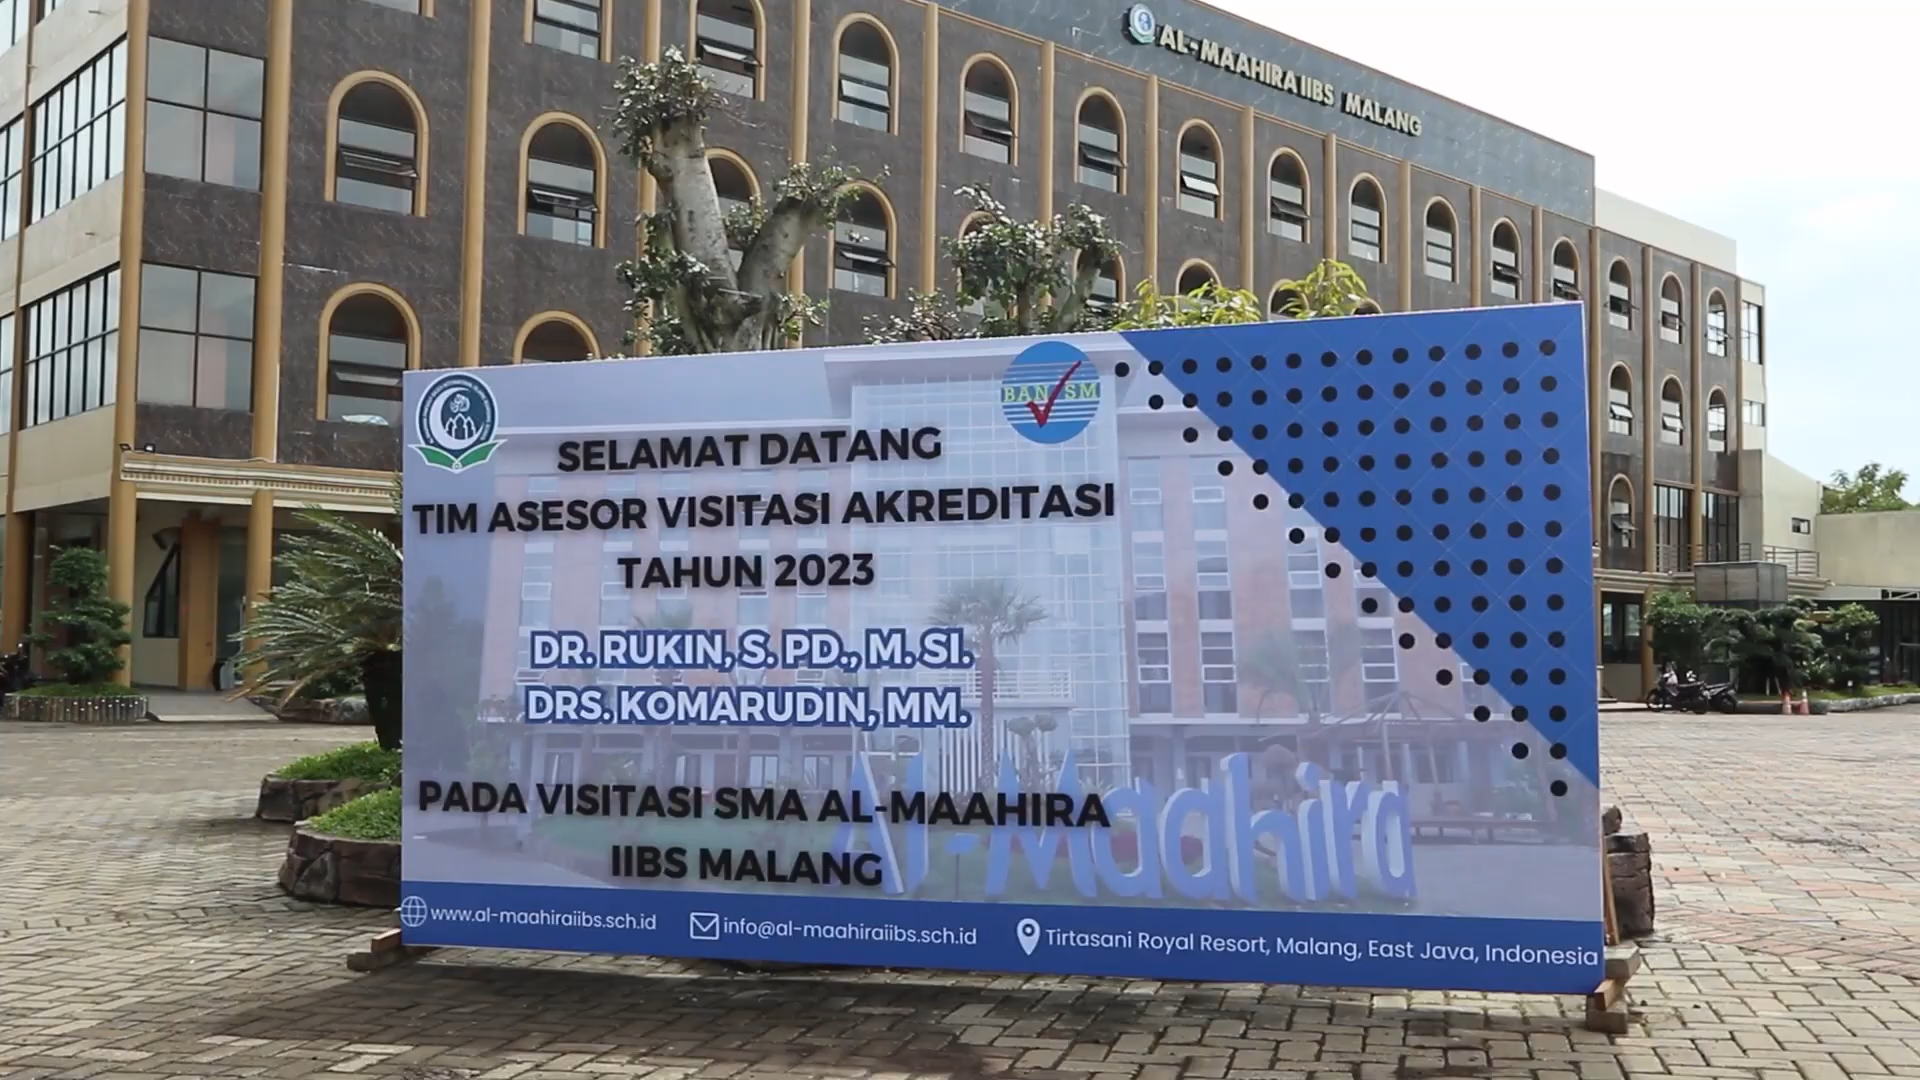 AL-MAAHIRA IIBS MALANG
BAN SM
SELAMAT DATANG
TIM ASESOR VISITASI AKREDITASI
TAHUN 2023
DR. RUKIN, S. PD., M. SI.
DRS. KOMARUDIN, MM.
PADA VISITASI SMA AL-MAAHIRA
IIBS MALANG
Al-Maahira
www.al-maahiraiibs.sch.id
info@al-maahiraiibs.sch.id
Tirtasani Royal Resort, Malang, East Java, Indonesia